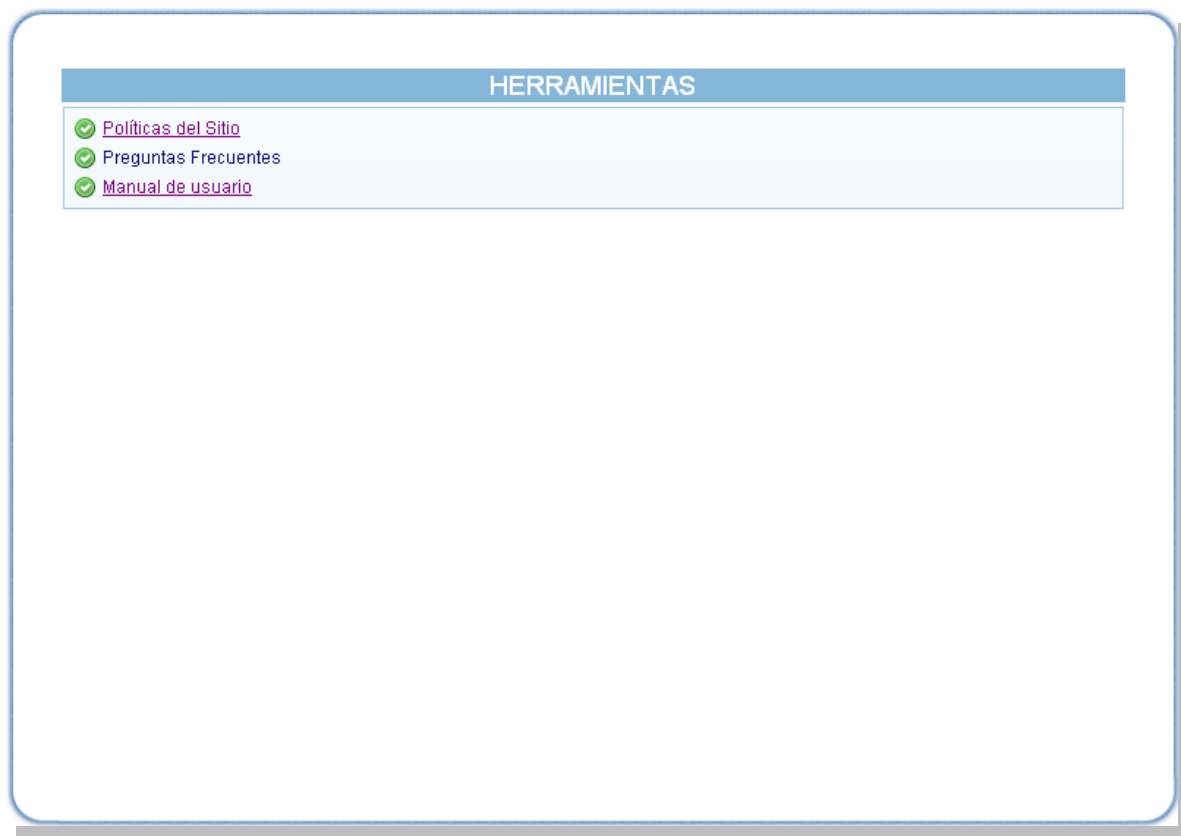 HERRAMIENTAS
Políticas del Sitio
Preguntas Frecuentes
Manual de usuario